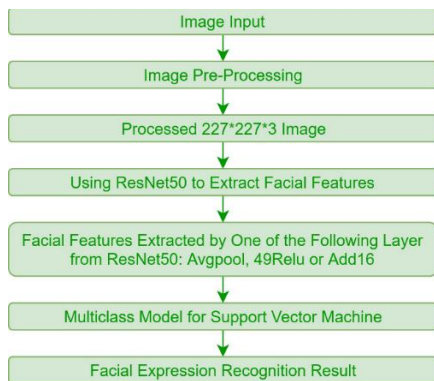 Image Input
Image Pre-Processing
Processed 227*227*3 Image
Using ResNet50 to Extract Facial Features
Facial Features Extracted by One of the Following Layer
from ResNet50: Avgpool, 49Relu or Add16
Multiclass Model for Support Vector Machine
Facial Expression Recognition Result